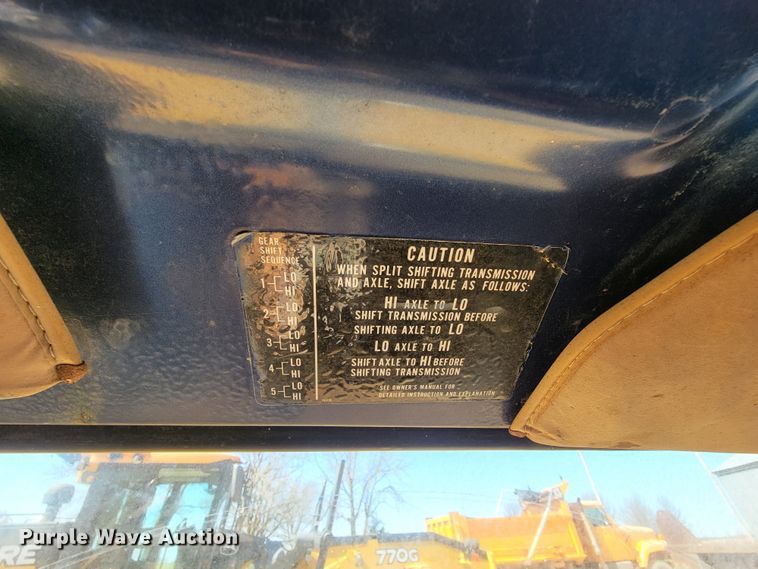 GEAR
SHIFT
SEQUENCE
1 LO
HI
2 LO
HI
3 LO
HI
4 LO
HI
5 LO
HI
CAUTION
WHEN SPLIT SHIFTING TRANSMISSION
AND AXLE, SHIFT AXLE AS FOLLOWS:
HI AXLE TO LO
SHIFT TRANSMISSION BEFORE
SHIFTING AXLE TO LO
LO AXLE TO HI
SHIFT AXLE TO HI BEFORE
SHIFTING TRANSMISSION
SEE OWNER'S MANUAL FOR
DETAILED INSTRUCTION AND EXPLANATION
770G
Purple Wave Auction